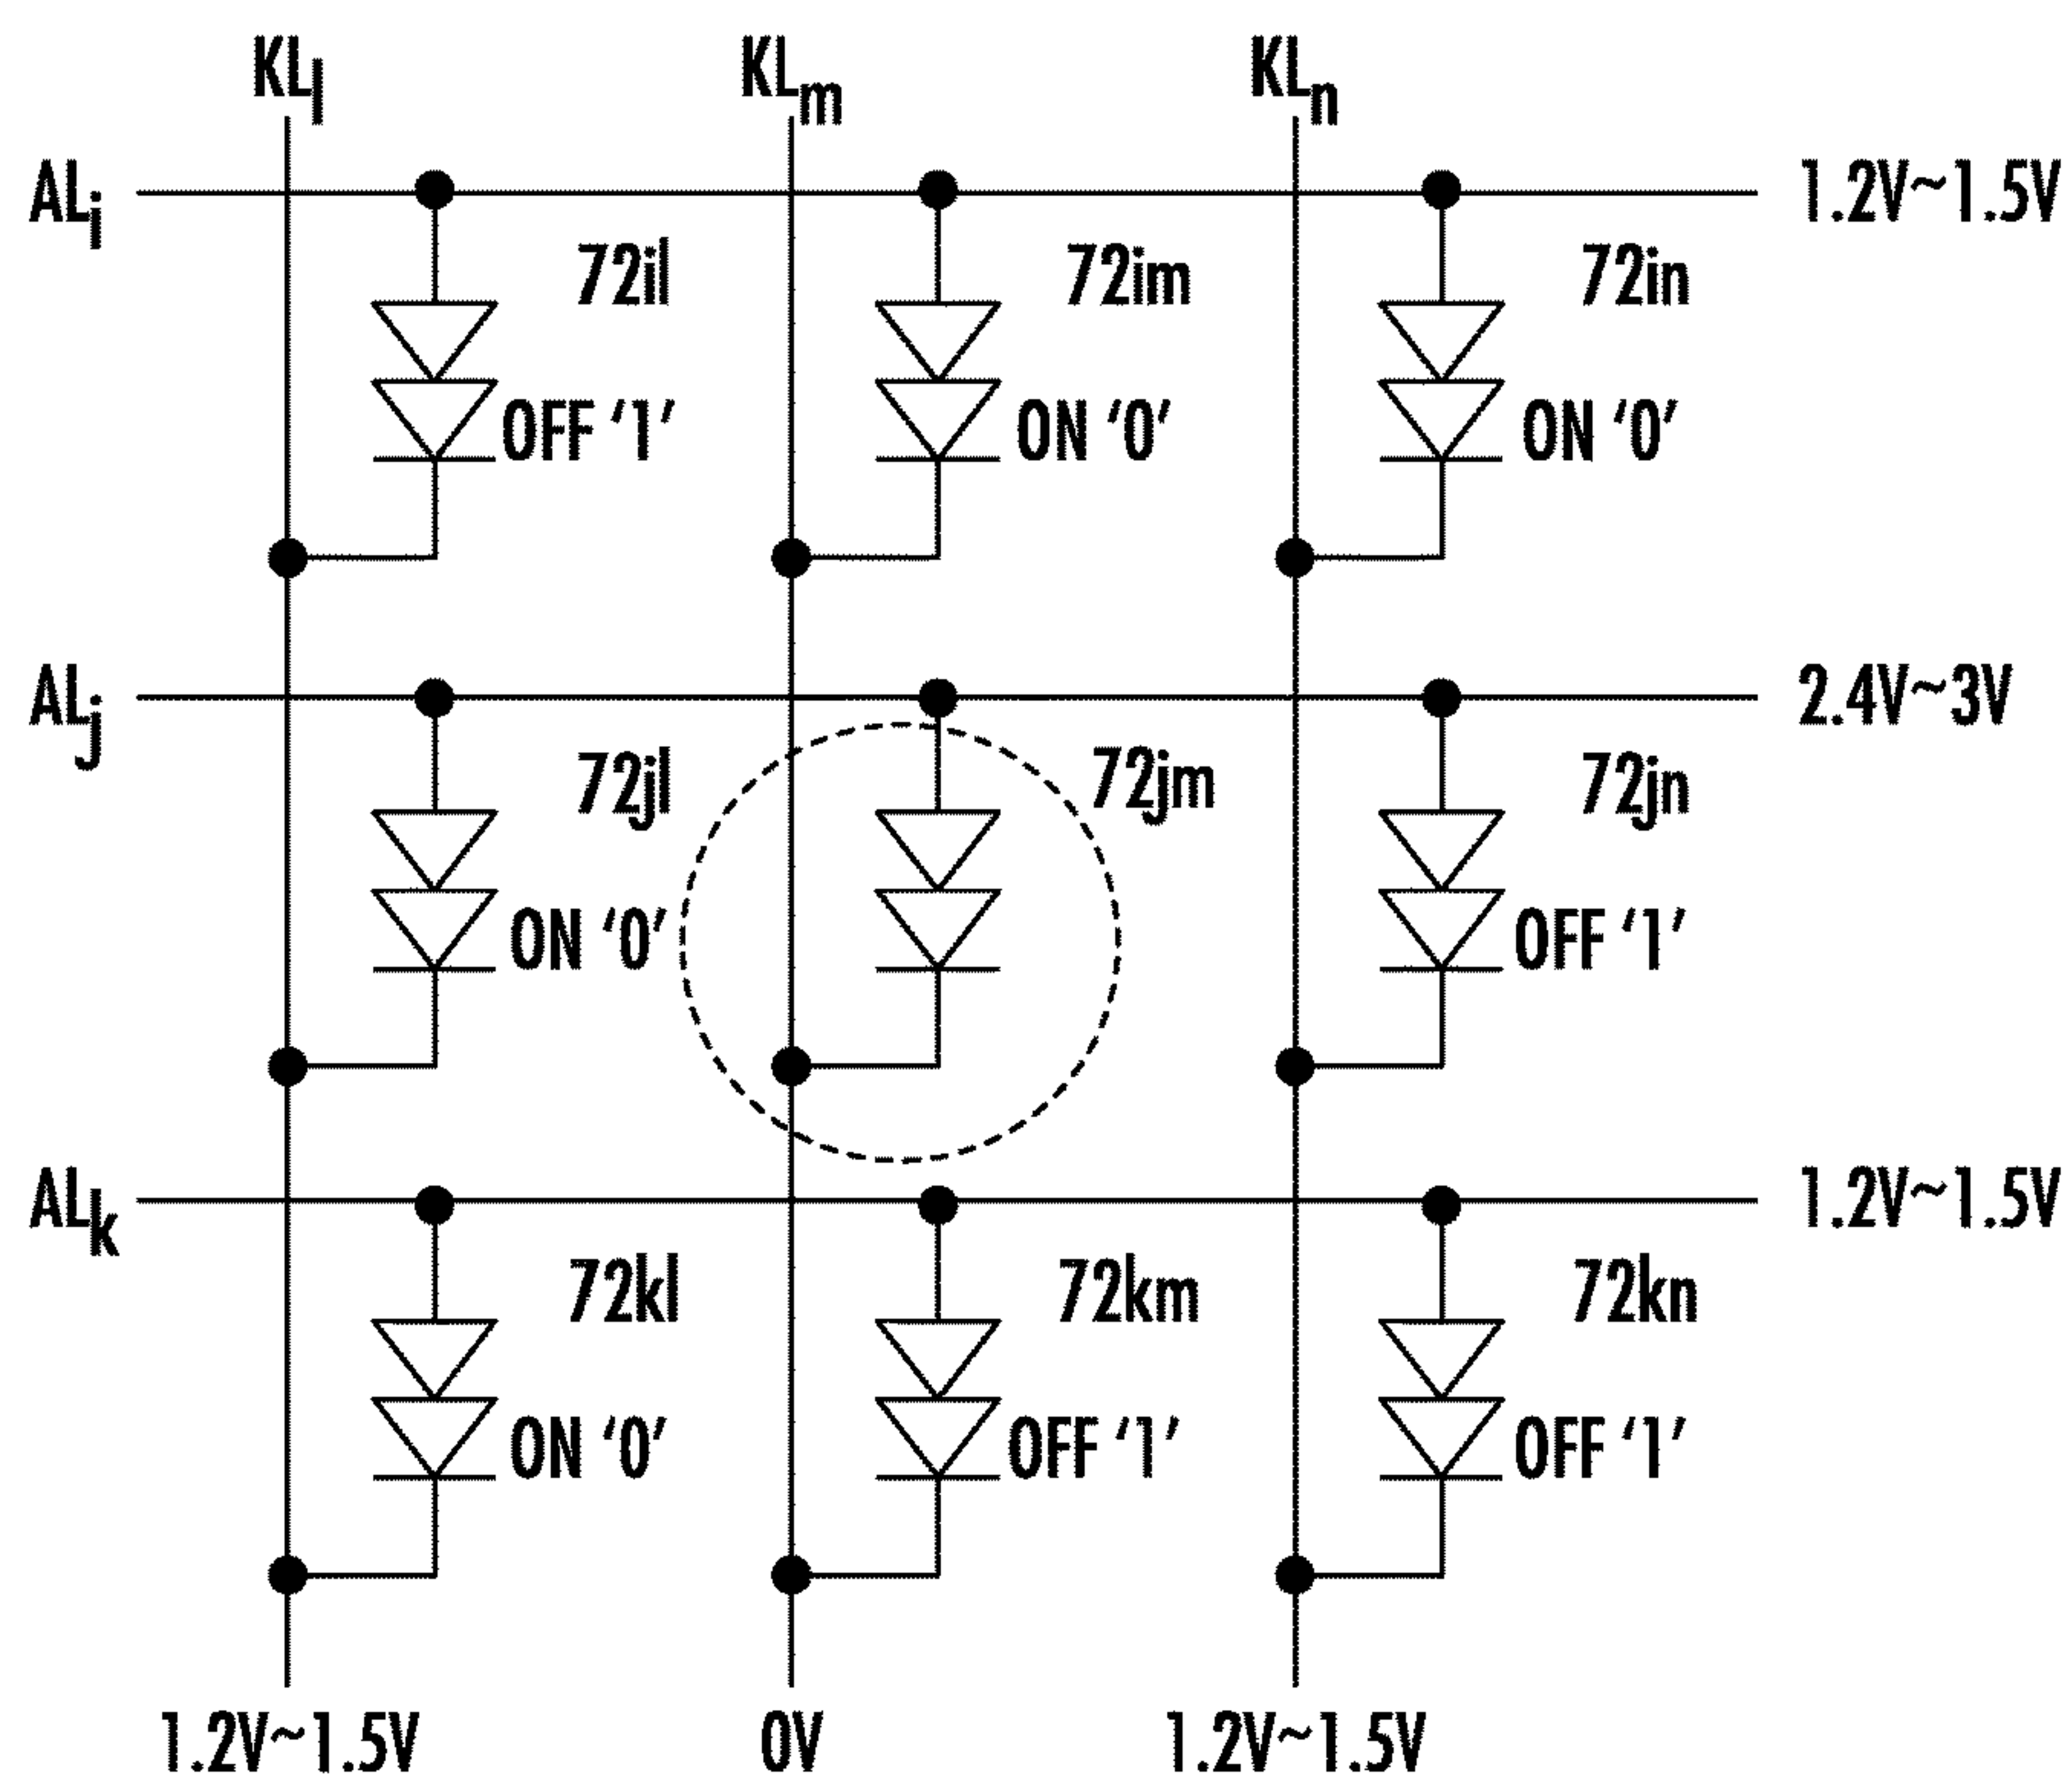 KLl KLm KLn
ALi 1.2V~1.5V
72il 72im 72in
OFF ‘1’ ON ‘0’ ON ‘0’
ALj 2.4V~3V
72jl 72jm 72jn
ON ‘0’ OFF ‘1’
ALk 1.2V~1.5V
72kl 72km 72kn
ON ‘0’ OFF ‘1’ OFF ‘1’
1.2V~1.5V 0V 1.2V~1.5V